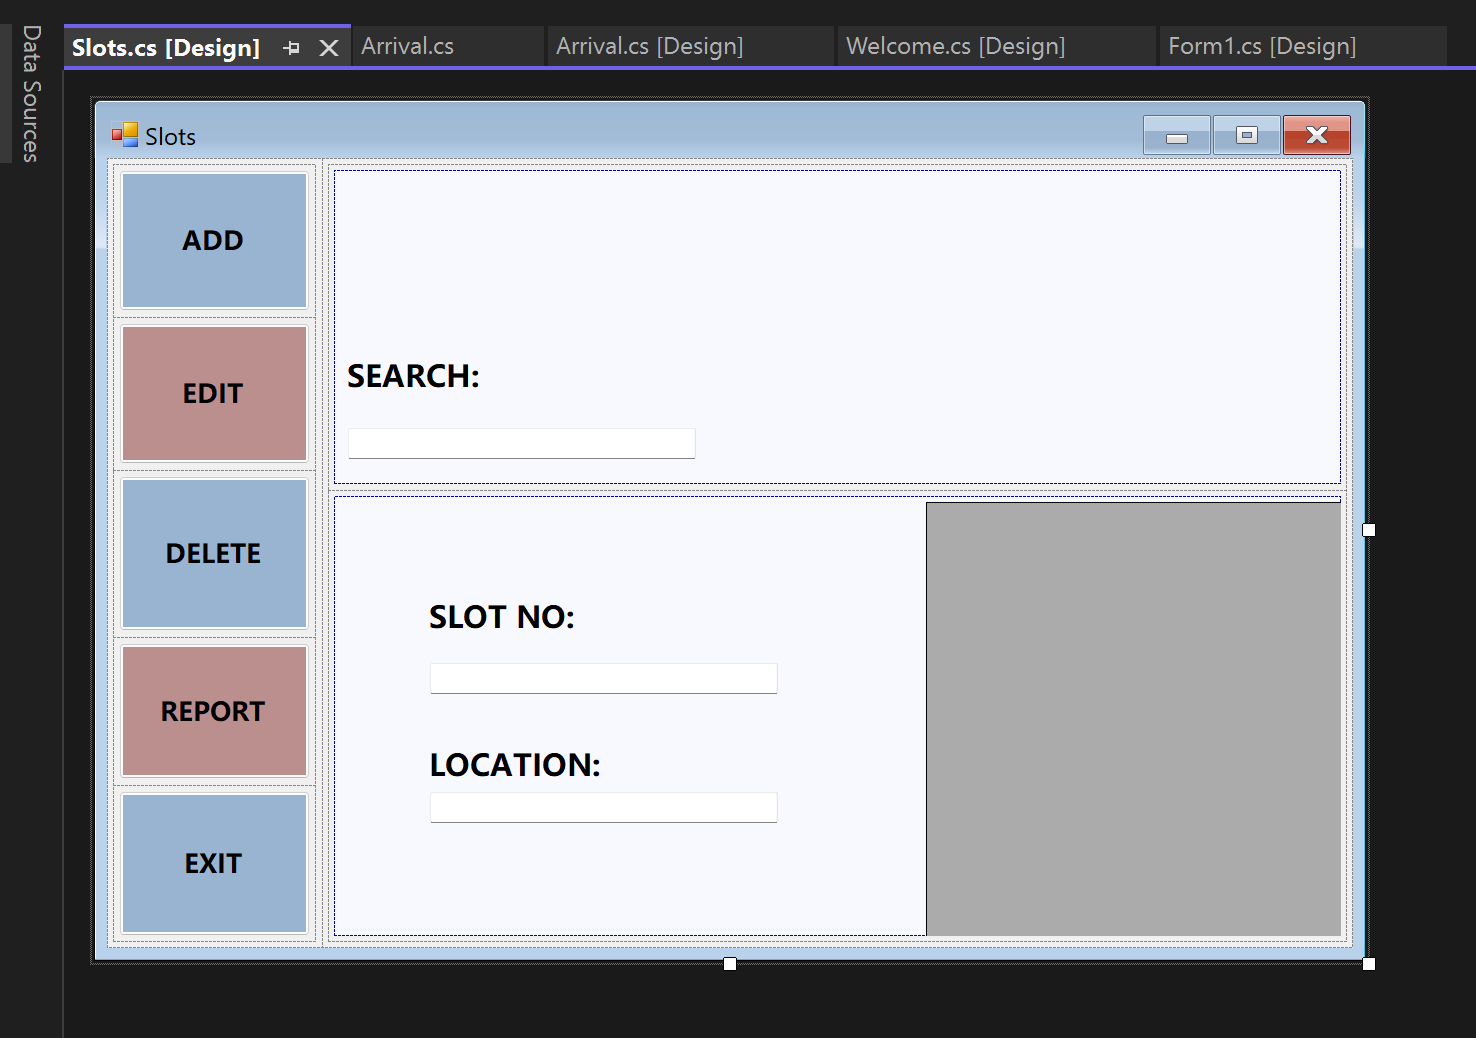 Data Sources
Slots.cs [Design]
Arrival.cs
Arrival.cs [Design]
Welcome.cs [Design]
Form1.cs [Design]
Slots
ADD
EDIT
DELETE
REPORT
EXIT
SEARCH:
SLOT NO:
LOCATION: